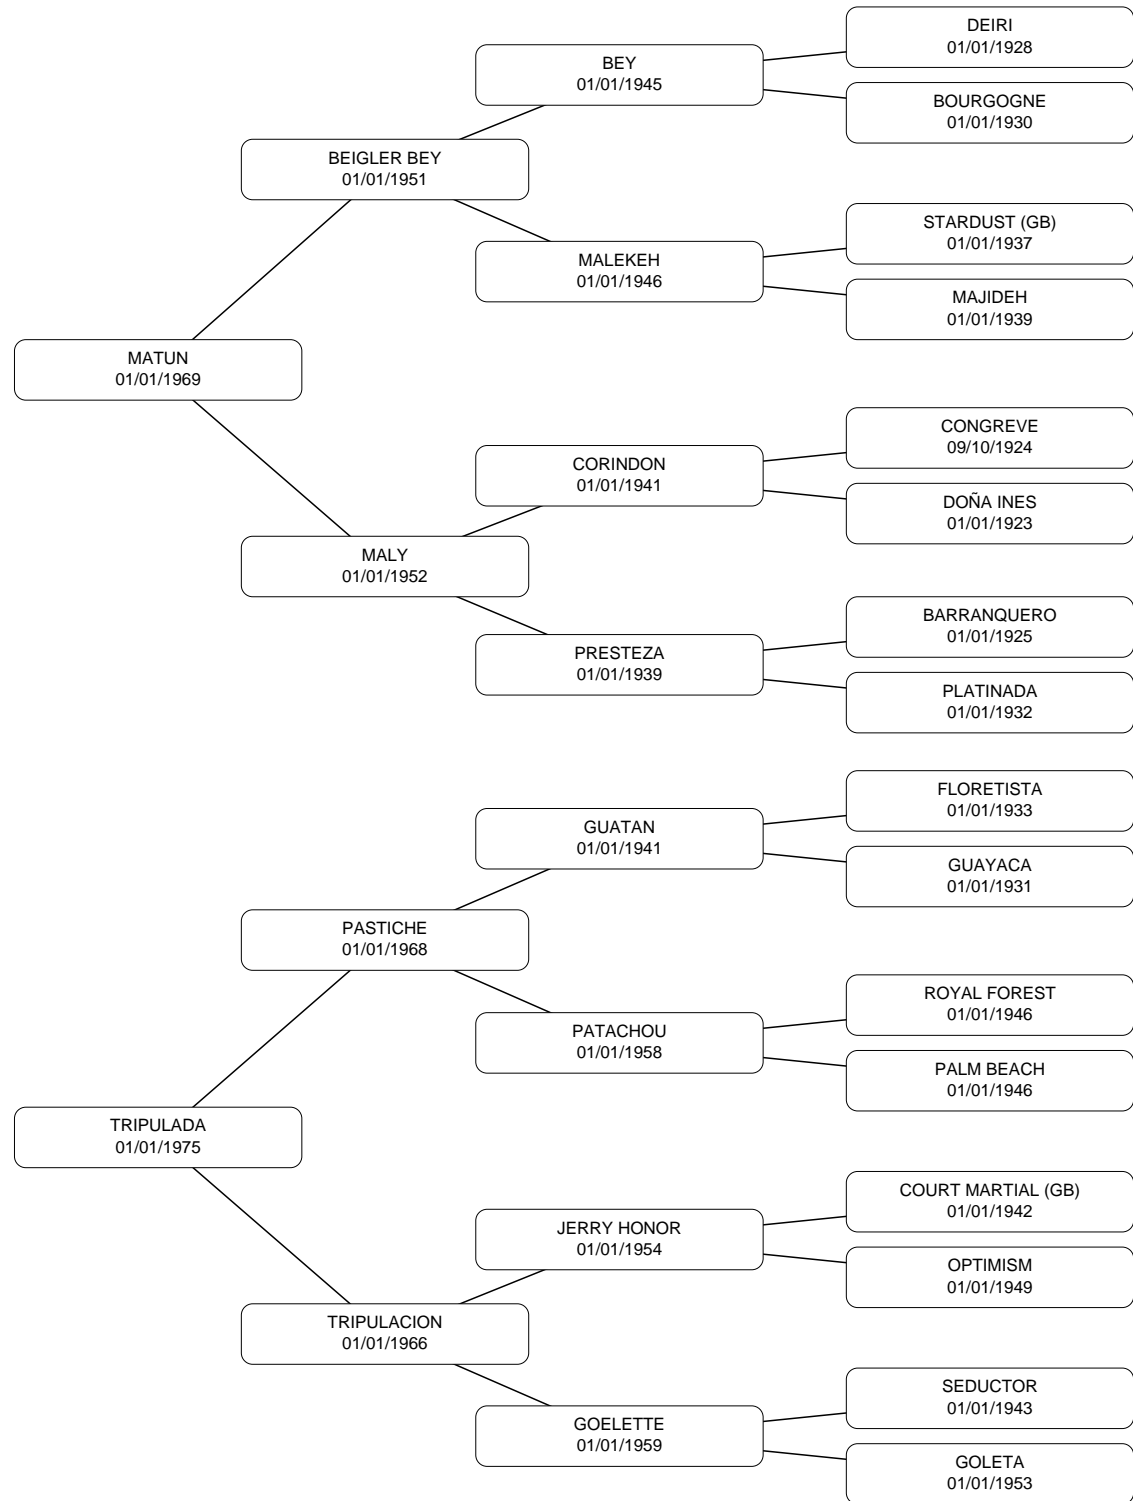 DEIRI
01/01/1928
BEY
01/01/1945
BOURGOGNE
01/01/1930
BEIGLER BEY
01/01/1951
STARDUST (GB)
01/01/1937
MALEKEH
01/01/1946
MAJIDEH
01/01/1939
MATUN
01/01/1969
CONGREVE
09/10/1924
CORINDON
01/01/1941
DOÑA INES
01/01/1923
MALY
01/01/1952
BARRANQUERO
01/01/1925
PRESTEZA
01/01/1939
PLATINADA
01/01/1932
FLORETISTA
01/01/1933
GUATAN
01/01/1941
GUAYACA
01/01/1931
PASTICHE
01/01/1968
ROYAL FOREST
01/01/1946
PATACHOU
01/01/1958
PALM BEACH
01/01/1946
TRIPULADA
01/01/1975
COURT MARTIAL (GB)
01/01/1942
JERRY HONOR
01/01/1954
OPTIMISM
01/01/1949
TRIPULACION
01/01/1966
SEDUCTOR
01/01/1943
GOELETTE
01/01/1959
GOLETA
01/01/1953